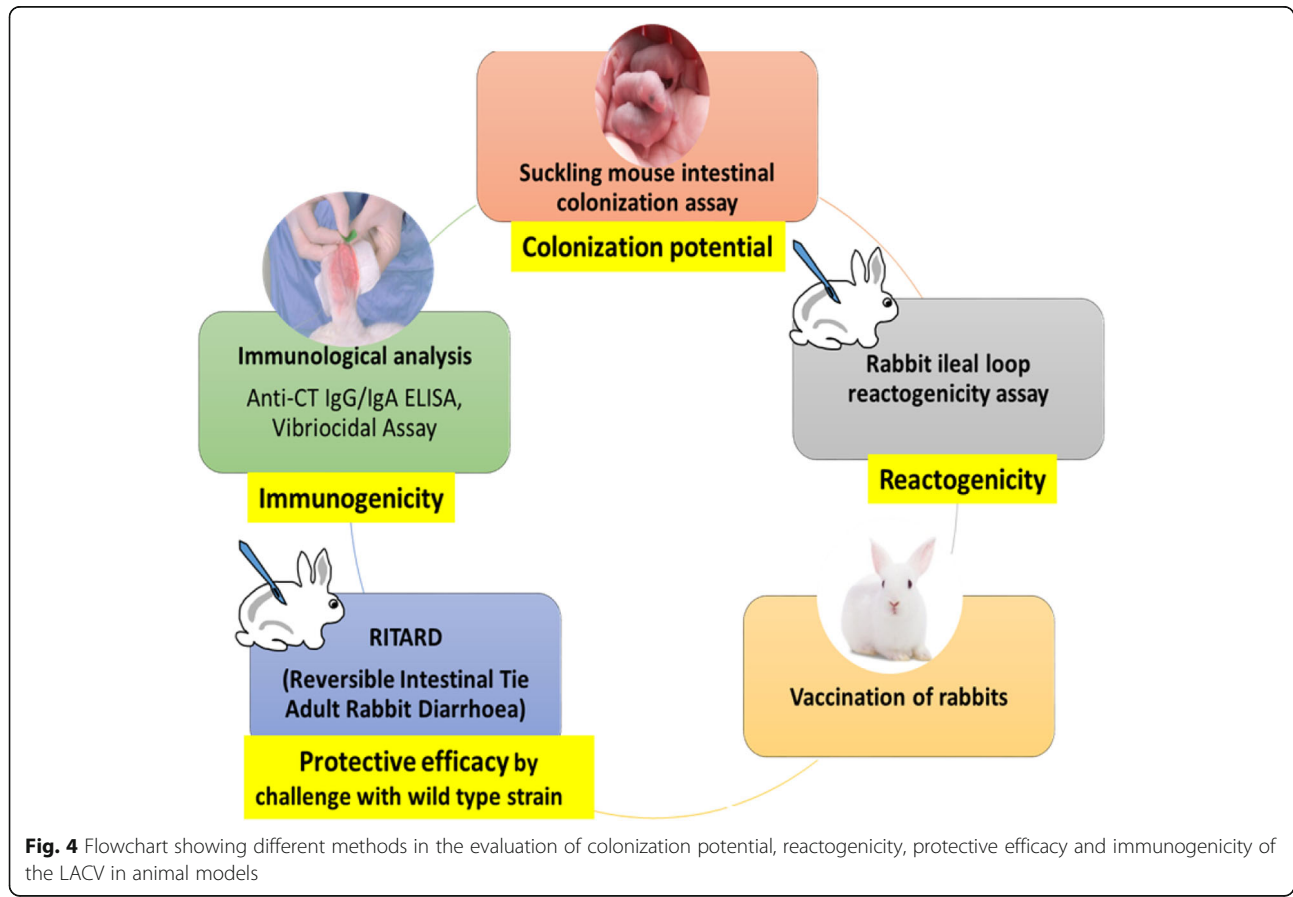 Suckling mouse intestinal
colonization assay
Colonization potential
Rabbit ileal loop
reactogenicity assay
Reactogenicity
Vaccination of rabbits
RITARD
(Reversible Intestinal Tie
Adult Rabbit Diarrhoea)
Protective efficacy by
challenge with wild type strain
Immunological analysis
Anti-CT IgG/IgA ELISA,
Vibriocidal Assay
Immunogenicity
Fig. 4 Flowchart showing different methods in the evaluation of colonization potential, reactogenicity, protective efficacy and immunogenicity of
the LACV in animal models